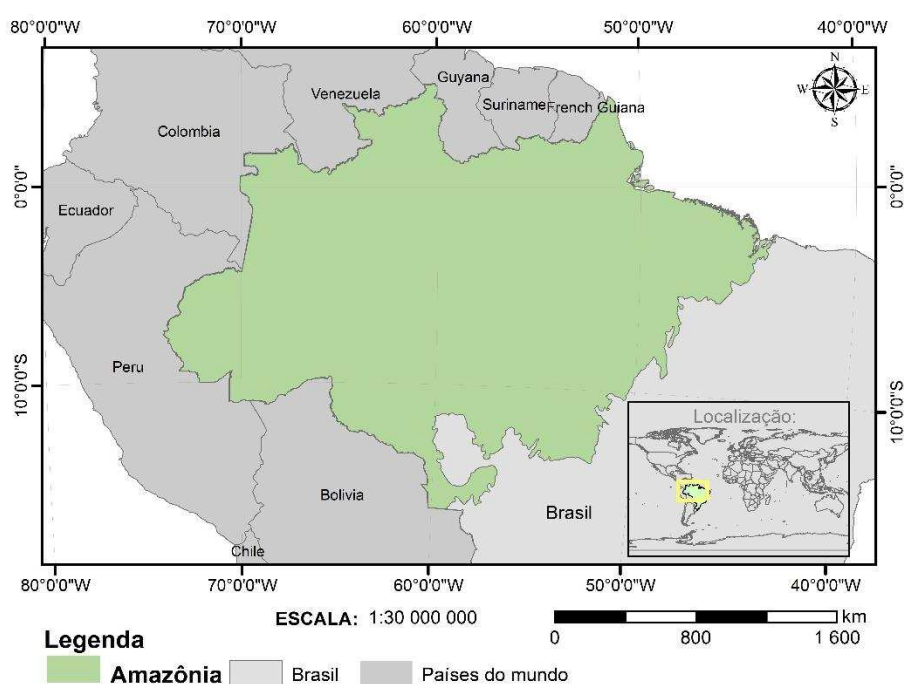 80°0'0"W 70°0'0"W 60°0'0"W 50°0'0"W 40°0'0"W
N
W E
S
Guyana
Venezuela
Suriname French Guiana
Colombia
0°0'0" 0°0'0"
Ecuador
Peru
10°0'0"S 10°0'0"S
Localização:
Bolivia
Brasil
Chile
80°0'0"W 70°0'0"W 60°0'0"W 50°0'0"W 40°0'0"W
ESCALA: 1:30 000 000
km
0 800 1 600
Legenda
Amazônia Brasil Países do mundo